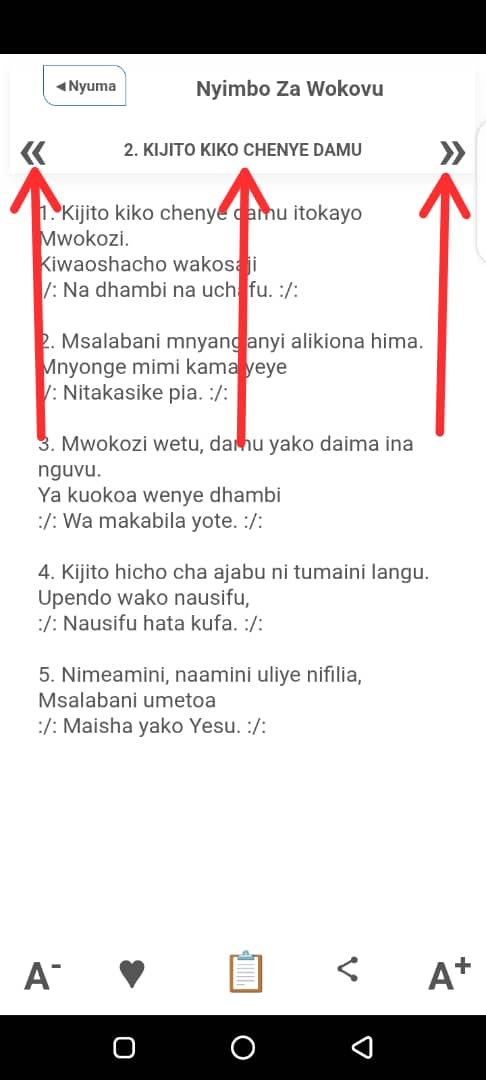 ◄Nyuma
Nyimbo Za Wokovu
«
2. KIJITO KIKO CHENYE DAMU
»
1. Kijito kiko chenye damu itokayo
Mwokozi.
Kiwaoshacho wakosaji
:/: Na dhambi na uchafu. :/:
2. Msalabani mnyanganyi alikiona hima.
Mnyonge mimi kama yeye
:/: Nitakasike pia. :/:
3. Mwokozi wetu, damu yako daima ina
nguvu.
Ya kuokoa wenye dhambi
:/: Wa makabila yote. :/:
4. Kijito hicho cha ajabu ni tumaini langu.
Upendo wako nausifu,
:/: Nausifu hata kufa. :/:
5. Nimeamini, naamini uliye nifilia,
Msalabani umetoa
:/: Maisha yako Yesu. :/:
A-
A+